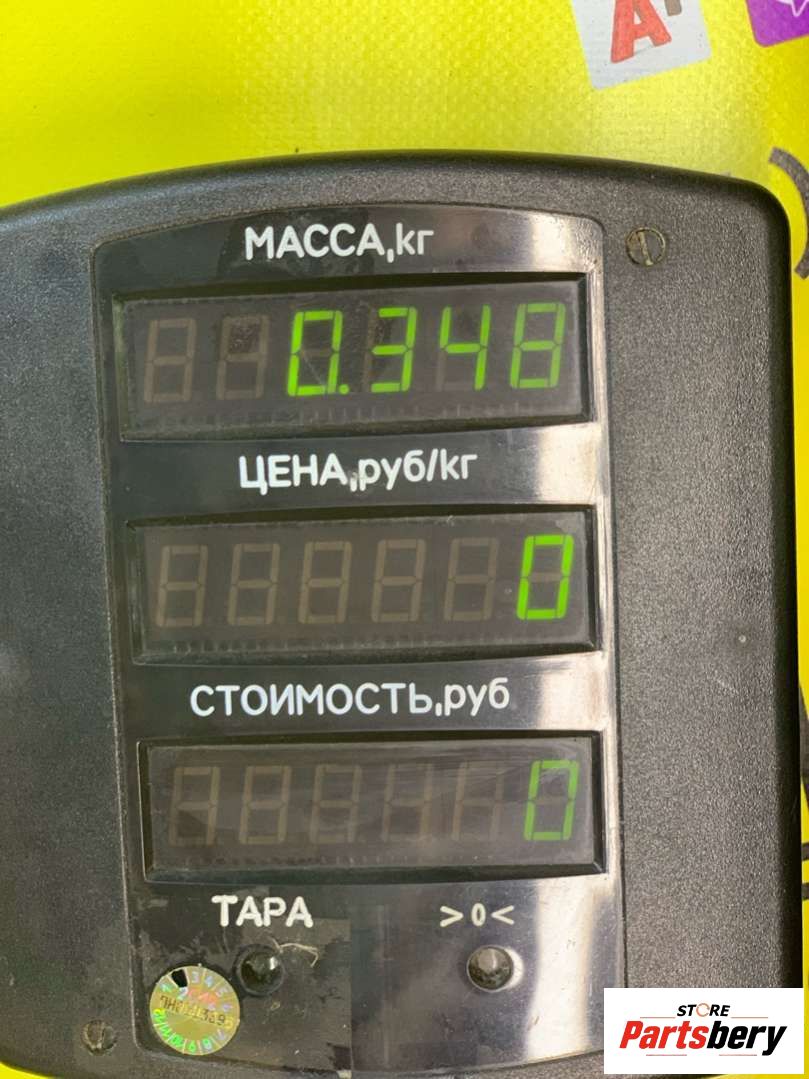 МАССА,кг
0.348
ЦЕНА,руб/кг
0
СТОИМОСТЬ,руб
0
ТАРА >0<
STORE
Partsbery